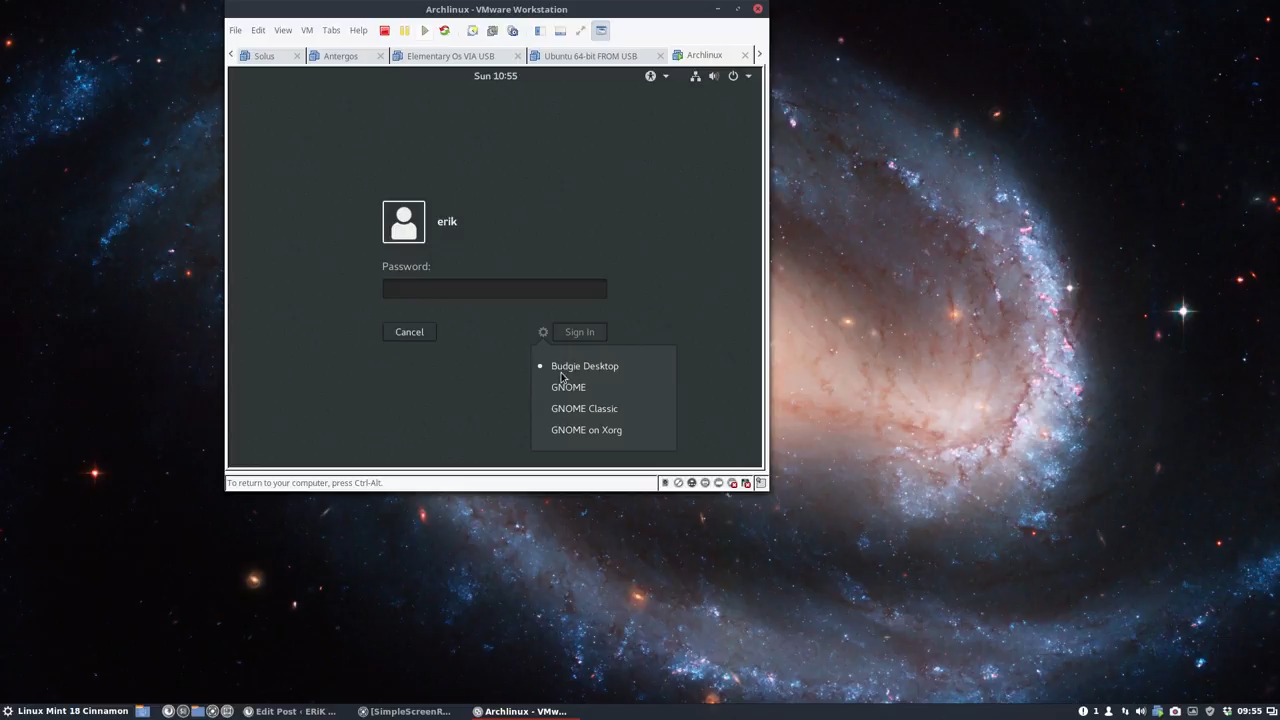 Archlinux - VMware Workstation
File Edit View VM Tabs Help
Solus Antergos Elementary Os VIA USB Ubuntu 64-bit FROM USB Archlinux
Sun 10:55
erik
Password:
Cancel Sign In
Budgie Desktop
GNOME
GNOME Classic
GNOME on Xorg
To return to your computer, press Ctrl-Alt.
Linux Mint 18 Cinnamon Edit Post ‹ ERiK ... [SimpleScreenR... Archlinux - VMw... 1 09:55